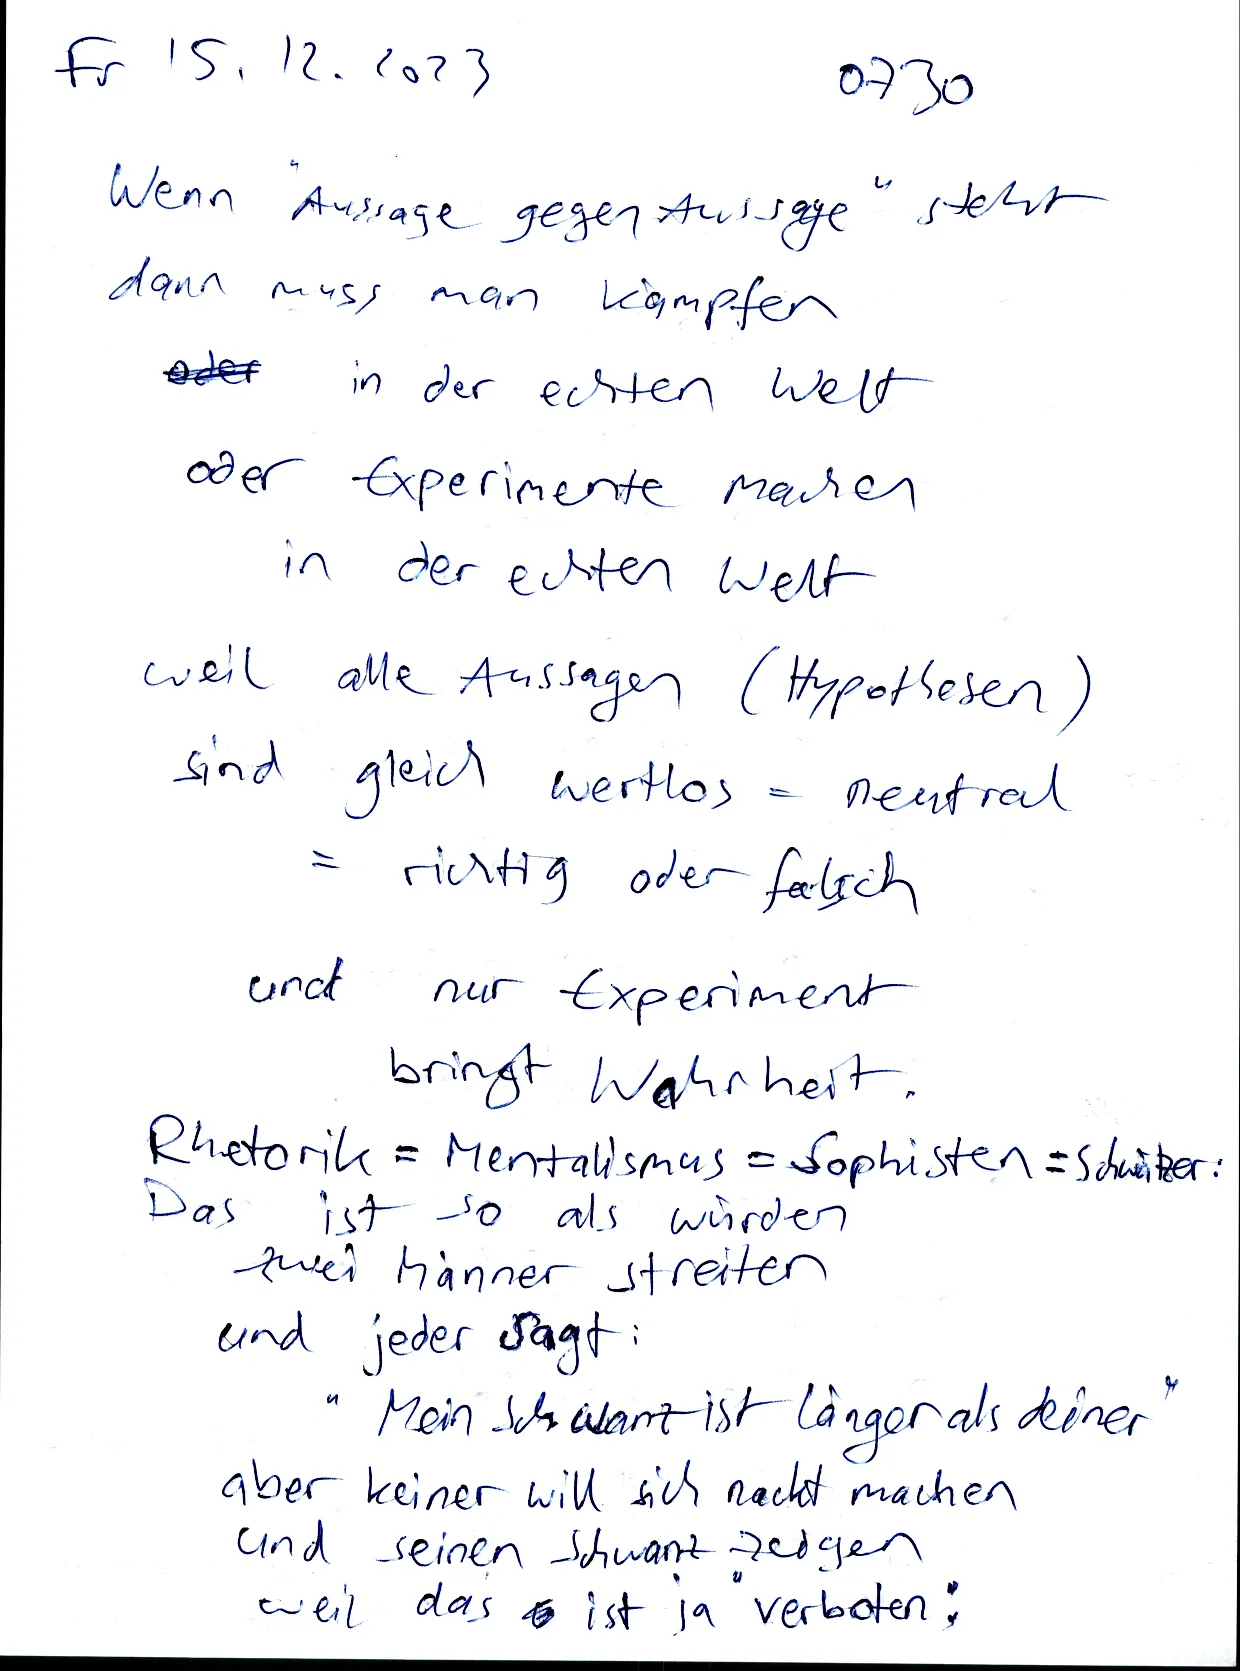 Fr 15. 12. 2023 0730
Wenn "Aussage gegen Aussage" steht
dann muss man kämpfen
oder in der echten Welt
oder Experimente machen
in der echten Welt
weil alle Aussagen (Hypothesen)
sind gleich wertlos = neutral
= richtig oder falsch
und nur Experiment
bringt Wahrheit.
Rhetorik = Mentalismus = Sophisten = Schwätzer:
Das ist so als würden
zwei Männer streiten
und jeder sagt:
"Mein Schwanz ist länger als deiner"
aber keiner will sich nackt machen
und seinen Schwanz zeigen
weil das ist ja "verboten"